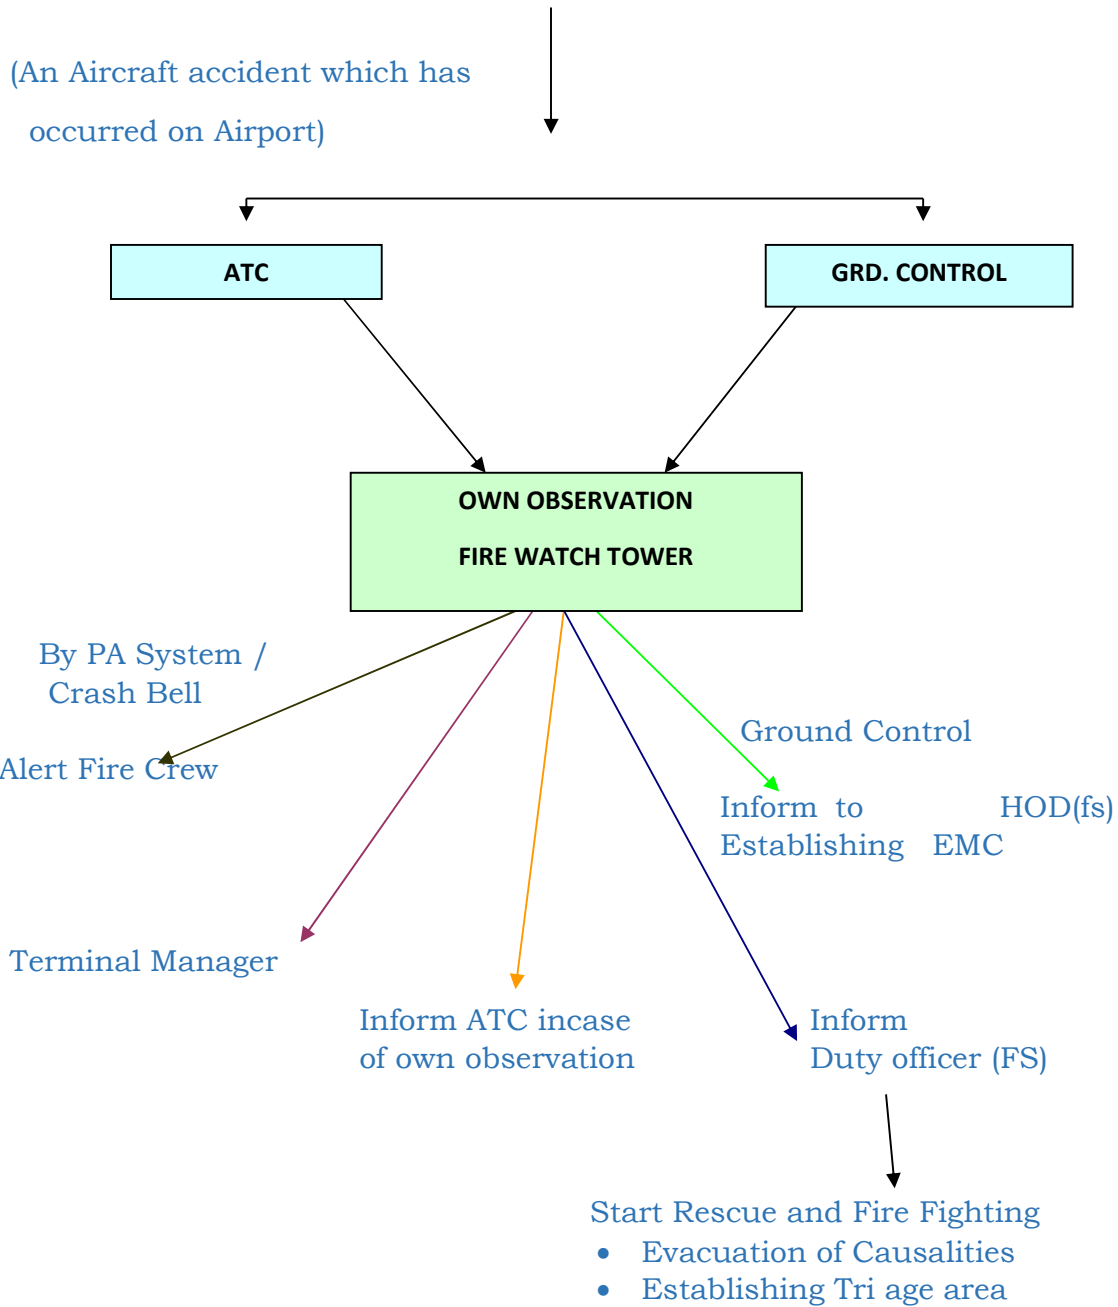 (An Aircraft accident which has
occurred on Airport)
ATC
GRD. CONTROL
OWN OBSERVATION
FIRE WATCH TOWER
By PA System /
Crash Bell
Alert Fire Crew
Ground Control
Inform to HOD(fs)
Establishing EMC
Terminal Manager
Inform ATC incase
of own observation
Inform
Duty officer (FS)
Start Rescue and Fire Fighting
• Evacuation of Causalities
• Establishing Tri age area